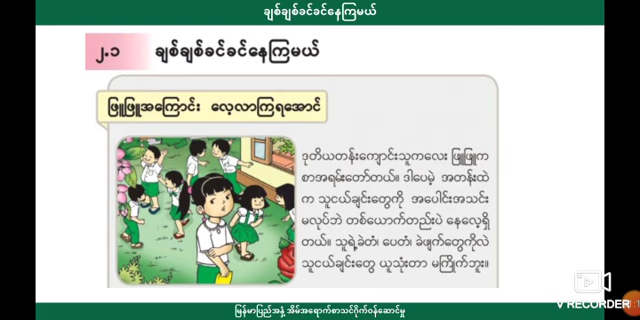 ချစ်ချစ်ခင်ခင်နေကြမယ်
၂.၁ ချစ်ချစ်ခင်ခင်နေကြမယ်
ဖြူဖြူအကြောင်း လေ့လာကြရအောင်
ဒုတိယတန်းကျောင်းသူကလေး ဖြူဖြူက
စာအရမ်းတော်တယ်။ ဒါပေမဲ့ အတန်းထဲ
က သူငယ်ချင်းတွေကို အပေါင်းအသင်း
မလုပ်ဘဲ တစ်ယောက်တည်းပဲ နေလေ့ရှိ
တယ်။ သူရဲ့ခဲတံ၊ ပေတံ၊ ခဲဖျက်တွေကိုလဲ
သူငယ်ချင်းတွေ ယူသုံးတာ မကြိုက်ဘူး။
V RECORDER
မြန်မာပြည်အနှံ့ အိမ်အရောက်စာသင်ဝိုက်ဝန်ဆောင်မှု